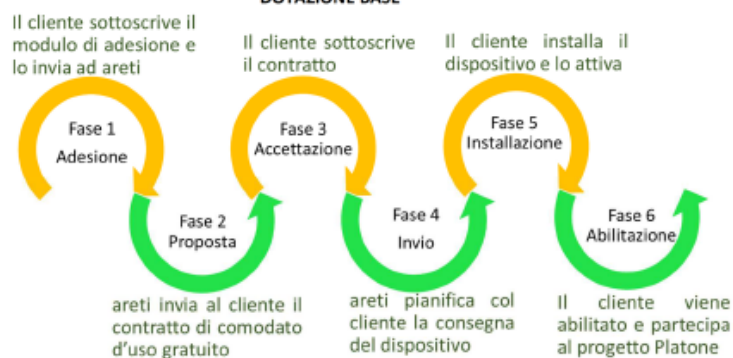 DOTAZIONE BASE
Il cliente sottoscrive il
modulo di adesione e
lo invia ad areti
Il cliente sottoscrive
il contratto
Il cliente installa il
dispositivo e lo attiva
Fase 1
Adesione
Fase 3
Accettazione
Fase 5
Installazione
Fase 2
Proposta
Fase 4
Invio
Fase 6
Abilitazione
areti invia al cliente il
contratto di comodato
d'uso gratuito
areti pianifica col
cliente la consegna
del dispositivo
Il cliente viene
abilitato e partecipa
al progetto Platone